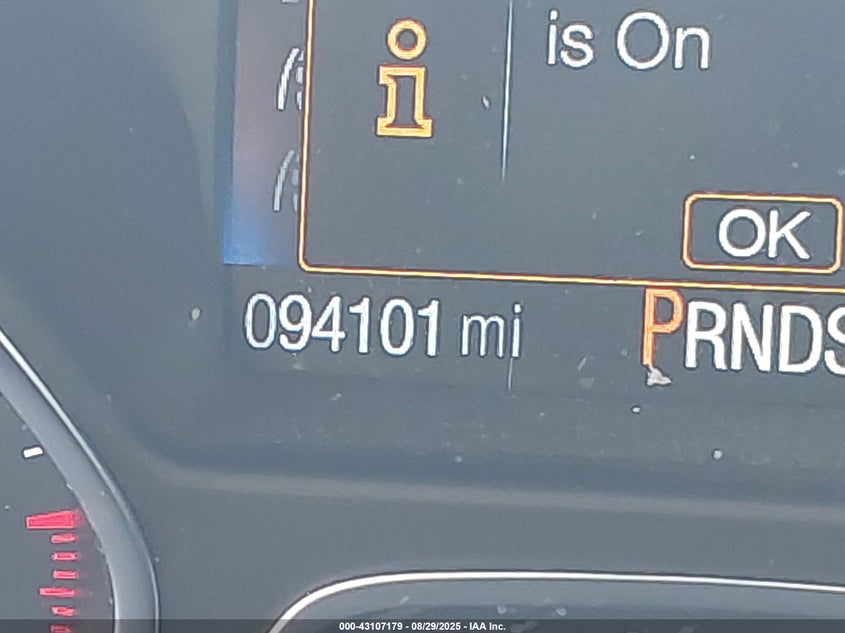 is On
OK
094101 mi
PRNDS
000-43107179 - 08/29/2025 - IAA Inc.